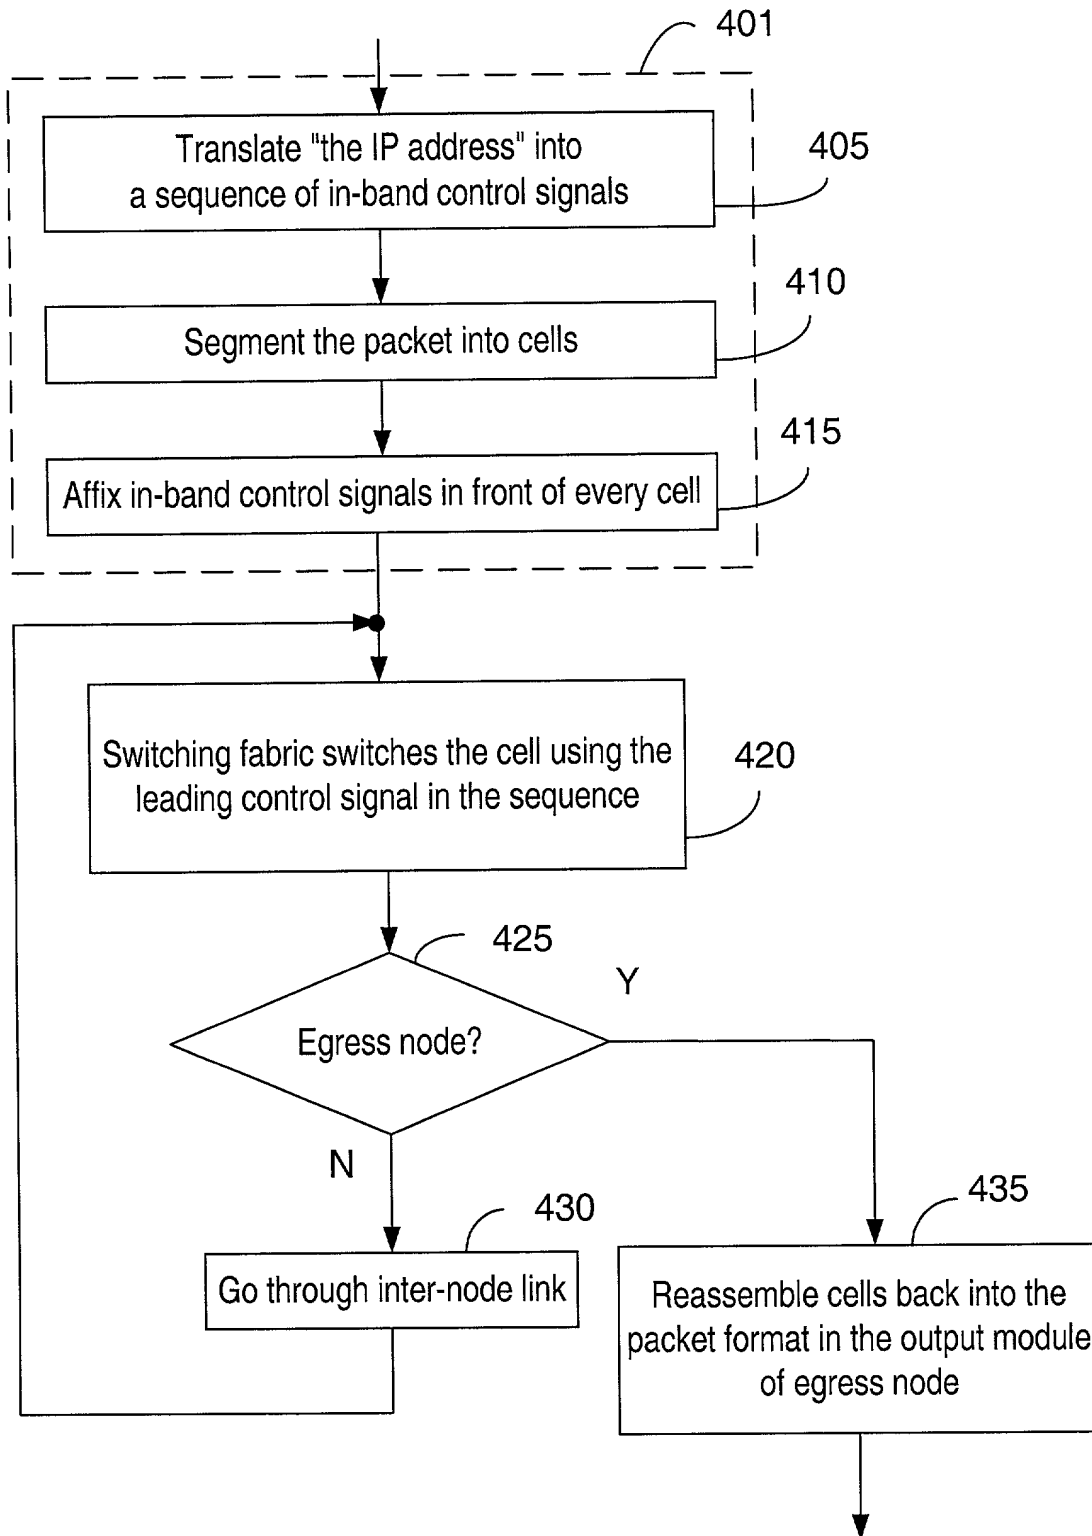 401
Translate "the IP address" into
a sequence of in-band control signals
405
410
Segment the packet into cells
415
Affix in-band control signals in front of every cell
Switching fabric switches the cell using the
leading control signal in the sequence
420
425
Y
Egress node?
N
430
435
Go through inter-node link
Reassemble cells back into the
packet format in the output module
of egress node